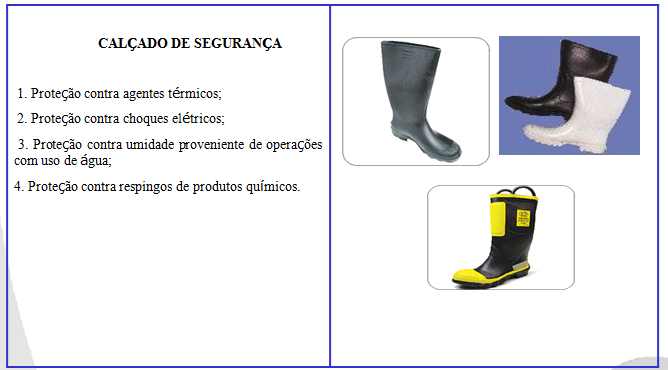 CALÇADO DE SEGURANÇA
1. Proteção contra agentes térmicos;
2. Proteção contra choques elétricos;
3. Proteção contra umidade proveniente de operações
com uso de água;
4. Proteção contra respingos de produtos químicos.